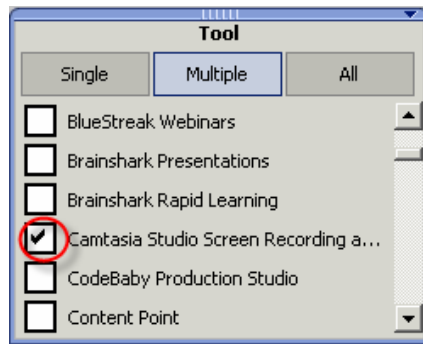 Tool
Single Multiple All
BlueStreak Webinars
Brainshark Presentations
Brainshark Rapid Learning
Camtasia Studio Screen Recording a...
CodeBaby Production Studio
Content Point